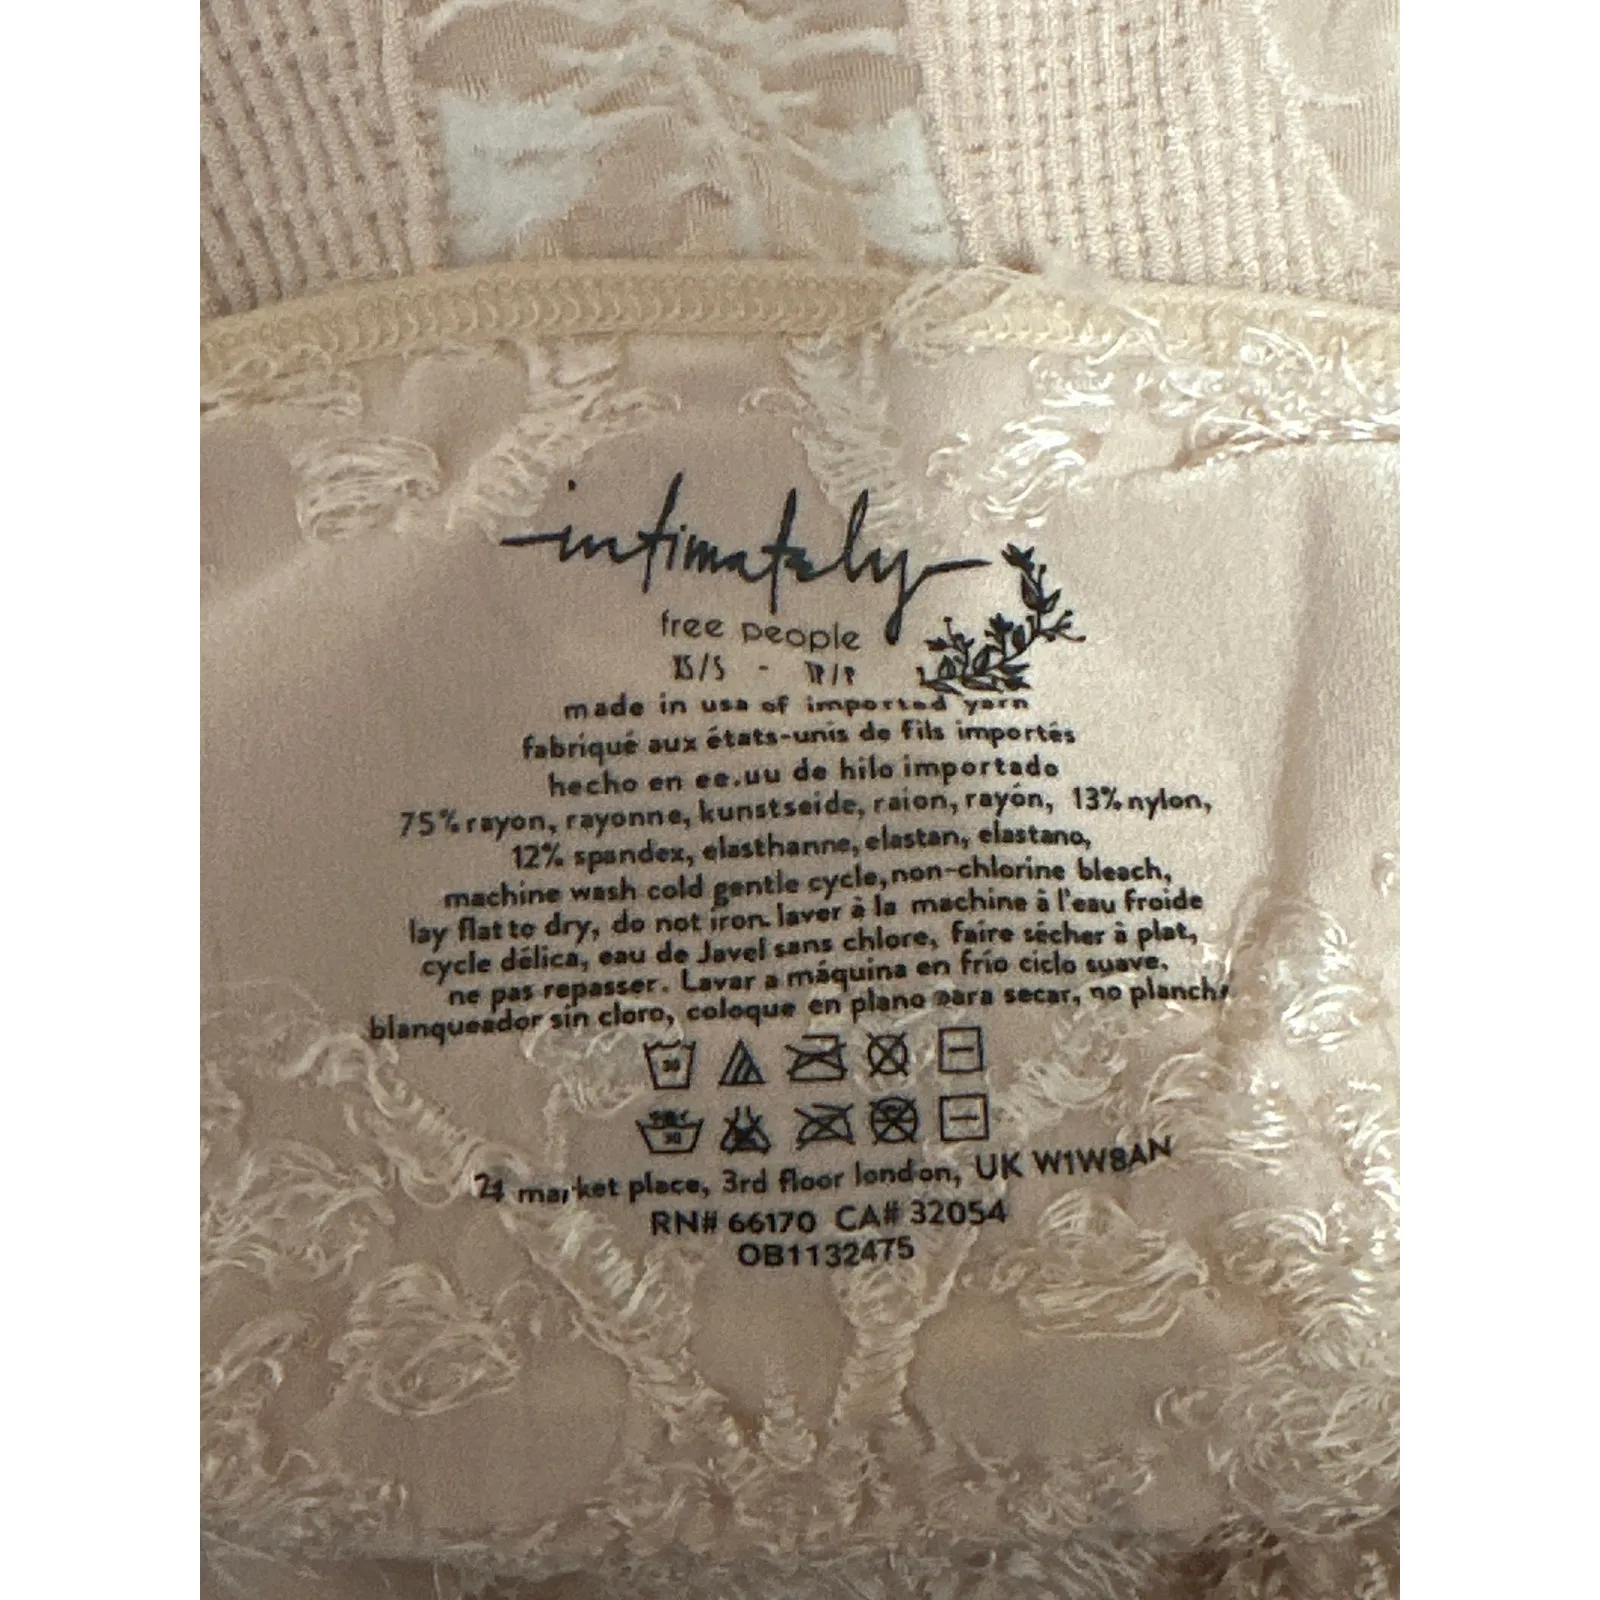 intimately
free people
XS/S - TP/P
made in usa of imported yarn
fabriqué aux états-unis de fils importés
hecho en ee.uu de hilo importado
75% rayon, rayonne, kunstseide, raion, rayón, 13% nylon,
12% spandex, elasthanne, elastan, elastano,
machine wash cold gentle cycle, non-chlorine bleach,
lay flat to dry, do not iron. laver à la machine à l'eau froide
cycle délica, eau de Javel sans chlore, faire sécher à plat,
ne pas repasser. Lavar a máquina en frío ciclo suave,
blanqueador sin cloro, coloque en plano para secar, no planch
30
30
market place, 3rd floor london, UK W1W8AN
RN# 66170 CA# 32054
OB1132475